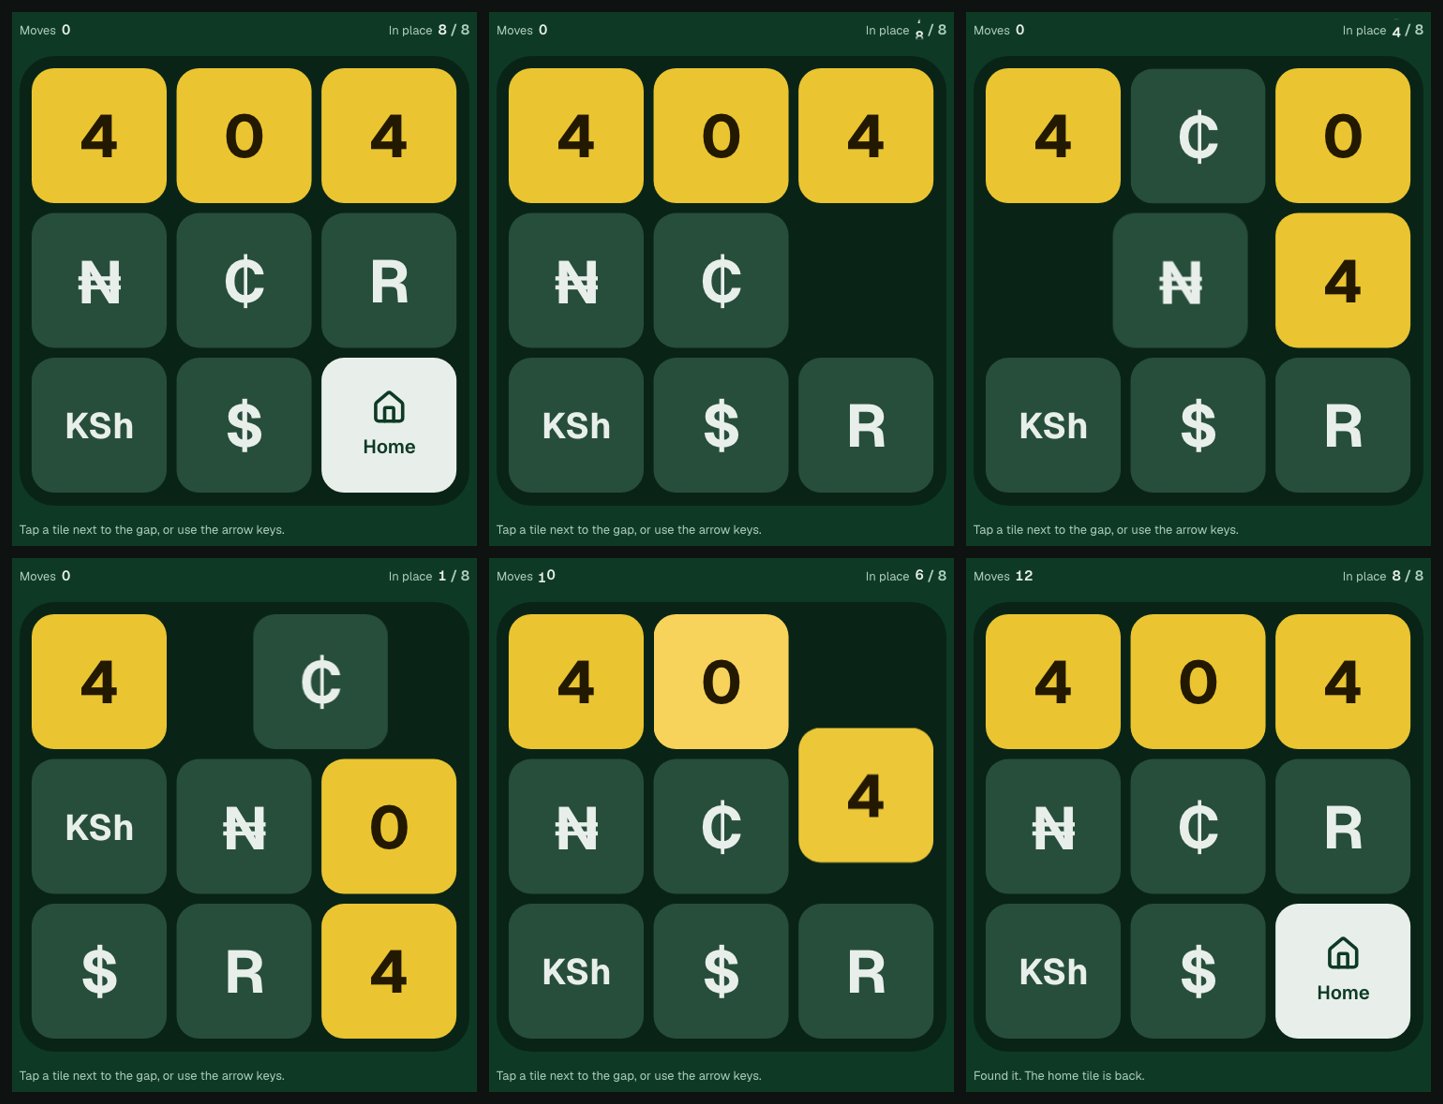 Moves 0 In place 8 / 8
4 0 4
₦ ₵ R
KSh $
Home
Tap a tile next to the gap, or use the arrow keys.
Moves 0 In place / 8
4 0 4
₦ ₵
KSh $ R
Tap a tile next to the gap, or use the arrow keys.
Moves 0 In place 4 / 8
4 ₵ 0
₦ 4
KSh $ R
Tap a tile next to the gap, or use the arrow keys.
Moves 0 In place 1 / 8
4 ₵
KSh ₦ 0
$ R 4
Tap a tile next to the gap, or use the arrow keys.
Moves 10 In place 6 / 8
4 0
4
₦ ₵
KSh $ R
Tap a tile next to the gap, or use the arrow keys.
Moves 12 In place 8 / 8
4 0 4
₦ ₵ R
KSh $
Home
Found it. The home tile is back.